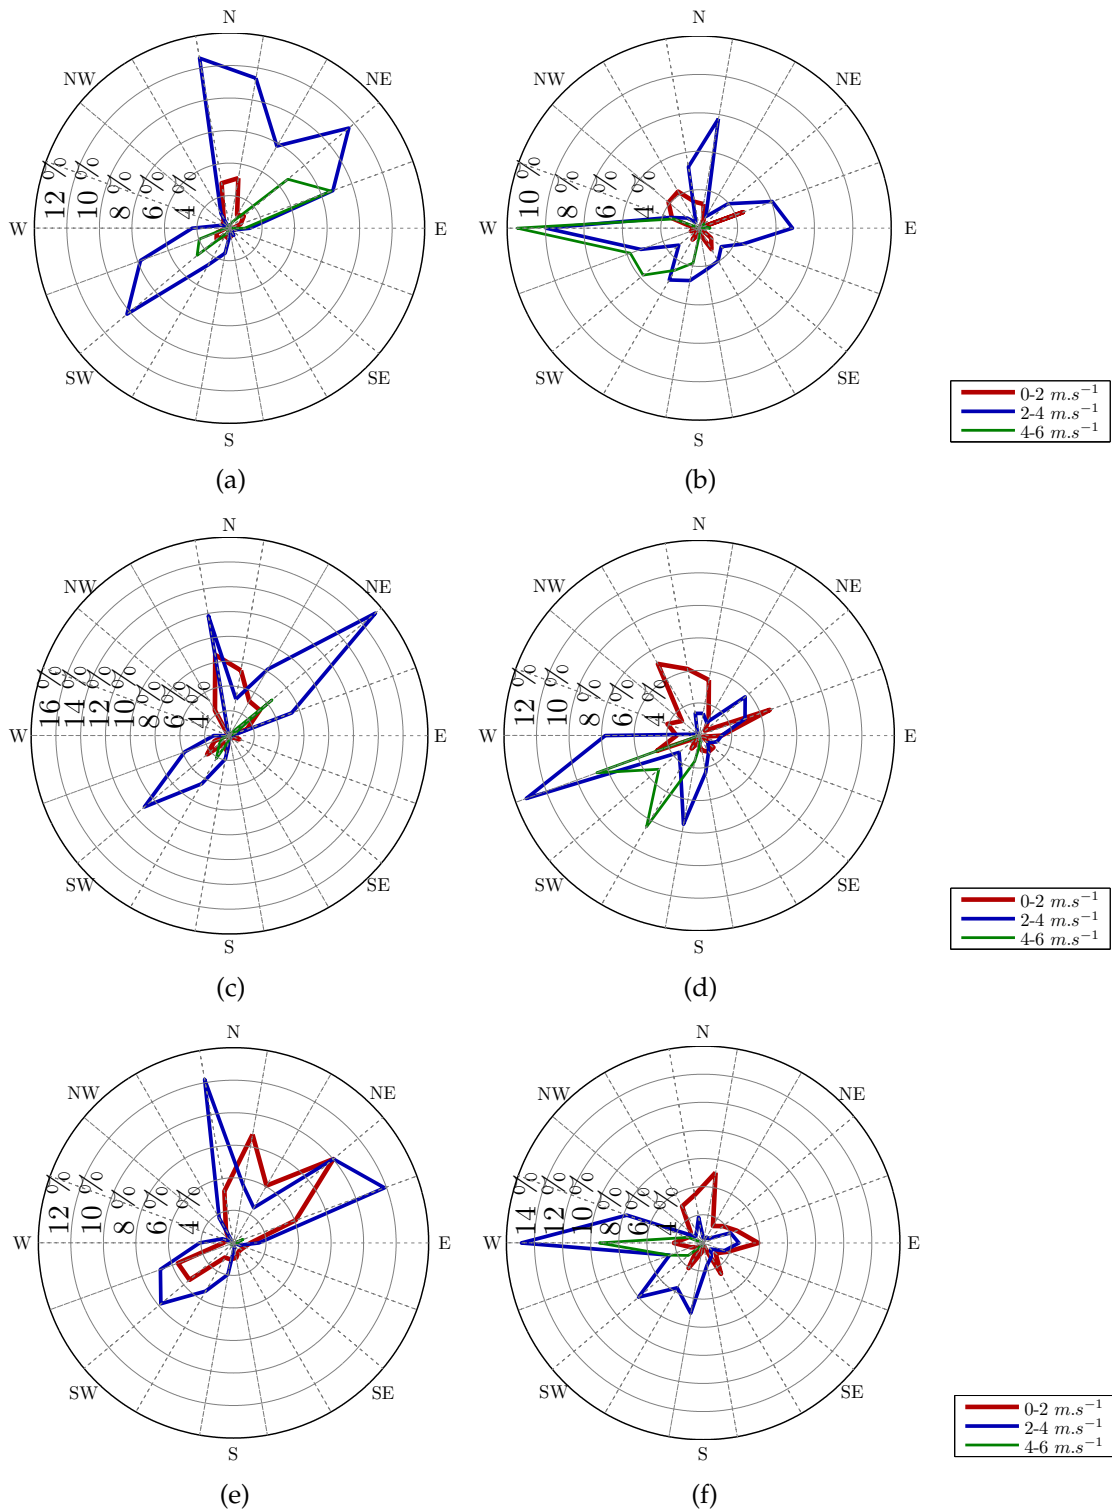 N
N
NW
NE
12 %
10 %
8 %
6 %
4 %
10 %
8 %
6 %
4 %
W
E
W
E
SW
SE
SW
SE
S
S
0-2 m.s⁻¹
2-4 m.s⁻¹
4-6 m.s⁻¹
(a)
(b)
N
N
NW
NE
NW
NE
16 %
14 %
12 %
10 %
8 %
6 %
4 %
12 %
10 %
8 %
6 %
4 %
W
E
W
E
SW
SE
SW
SE
S
S
0-2 m.s⁻¹
2-4 m.s⁻¹
4-6 m.s⁻¹
(c)
(d)
N
N
NW
NE
NW
NE
12 %
10 %
8 %
6 %
4 %
14 %
12 %
10 %
8 %
6 %
4 %
W
E
W
E
SW
SE
SW
SE
S
S
0-2 m.s⁻¹
2-4 m.s⁻¹
4-6 m.s⁻¹
(e)
(f)
NW
NE